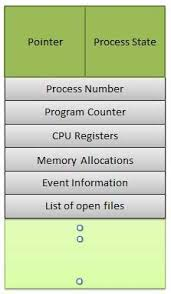 Pointer
Process State
Process Number
Program Counter
CPU Registers
Memory Allocations
Event Information
List of open files